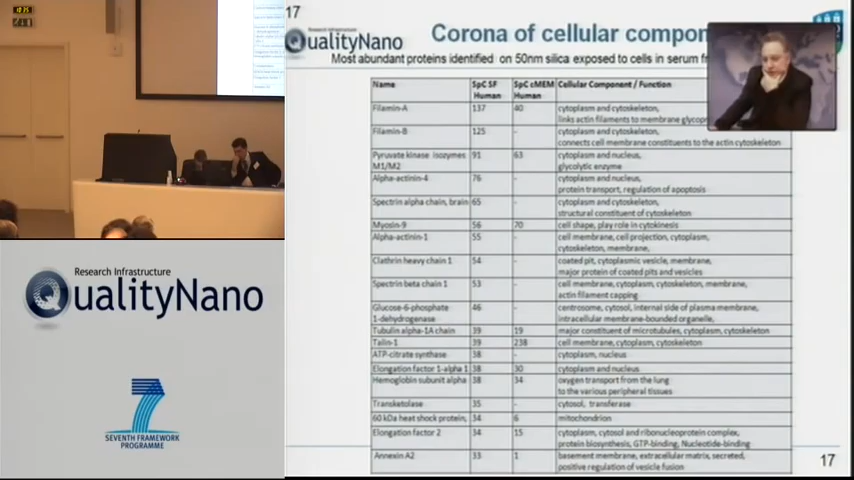 17
Research Infrastructure
QualityNano
Corona of cellular compon
Most abundant proteins identified on 50nm silica exposed to cells in serum fr
Name SpC SF Human SpC cMEM Human Cellular Component / Function
Filamin-A 137 40 cytoplasm and cytoskeleton,
links actin filaments to membrane glycop
Filamin-B 125 - cytoplasm and cytoskeleton,
connects cell membrane constituents to the actin cytoskeleton
Pyruvate kinase isozymes M1/M2 91 63 cytoplasm and nucleus,
glycolytic enzyme
Alpha-actinin-4 76 - cytoplasm and nucleus,
protein transport, regulation of apoptosis
Spectrin alpha chain, brain 65 - cytoplasm and cytoskeleton,
structural constituent of cytoskeleton
Myosin-9 56 70 cell shape, play role in cytokinesis
Alpha-actinin-1 55 - cell membrane, cell projection, cytoplasm,
cytoskeleton, membrane,
Clathrin heavy chain 1 54 - coated pit, cytoplasmic vesicle, membrane,
major protein of coated pits and vesicles
Spectrin beta chain 1 53 - cell membrane, cytoplasm, cytoskeleton, membrane,
actin filament capping
Glucose-6-phosphate 1-dehydrogenase 46 - centrosome, cytosol, internal side of plasma membrane,
intracellular membrane-bounded organelle,
Tubulin alpha-1A chain 39 19 major constituent of microtubules, cytoplasm, cytoskeleton
Talin-1 39 238 cell membrane, cytoplasm, cytoskeleton
ATP-citrate synthase 38 - cytoplasm, nucleus
Elongation factor 1-alpha 1 38 30 cytoplasm and nucleus
Hemoglobin subunit alpha 38 34 oxygen transport from the lung
to the various peripheral tissues
Transketolase 35 - cytosol, transferase
60 kDa heat shock protein, 34 6 mitochondrion
Elongation factor 2 34 15 cytoplasm, cytosol and ribonucleoprotein complex,
protein biosynthesis, GTP-binding, Nucleotide-binding
Annexin A2 33 1 basement membrane, extracellular matrix, secreted,
positive regulation of vesicle fusion
17
Research Infrastructure
QualityNano
SEVENTH FRAMEWORK
PROGRAMME